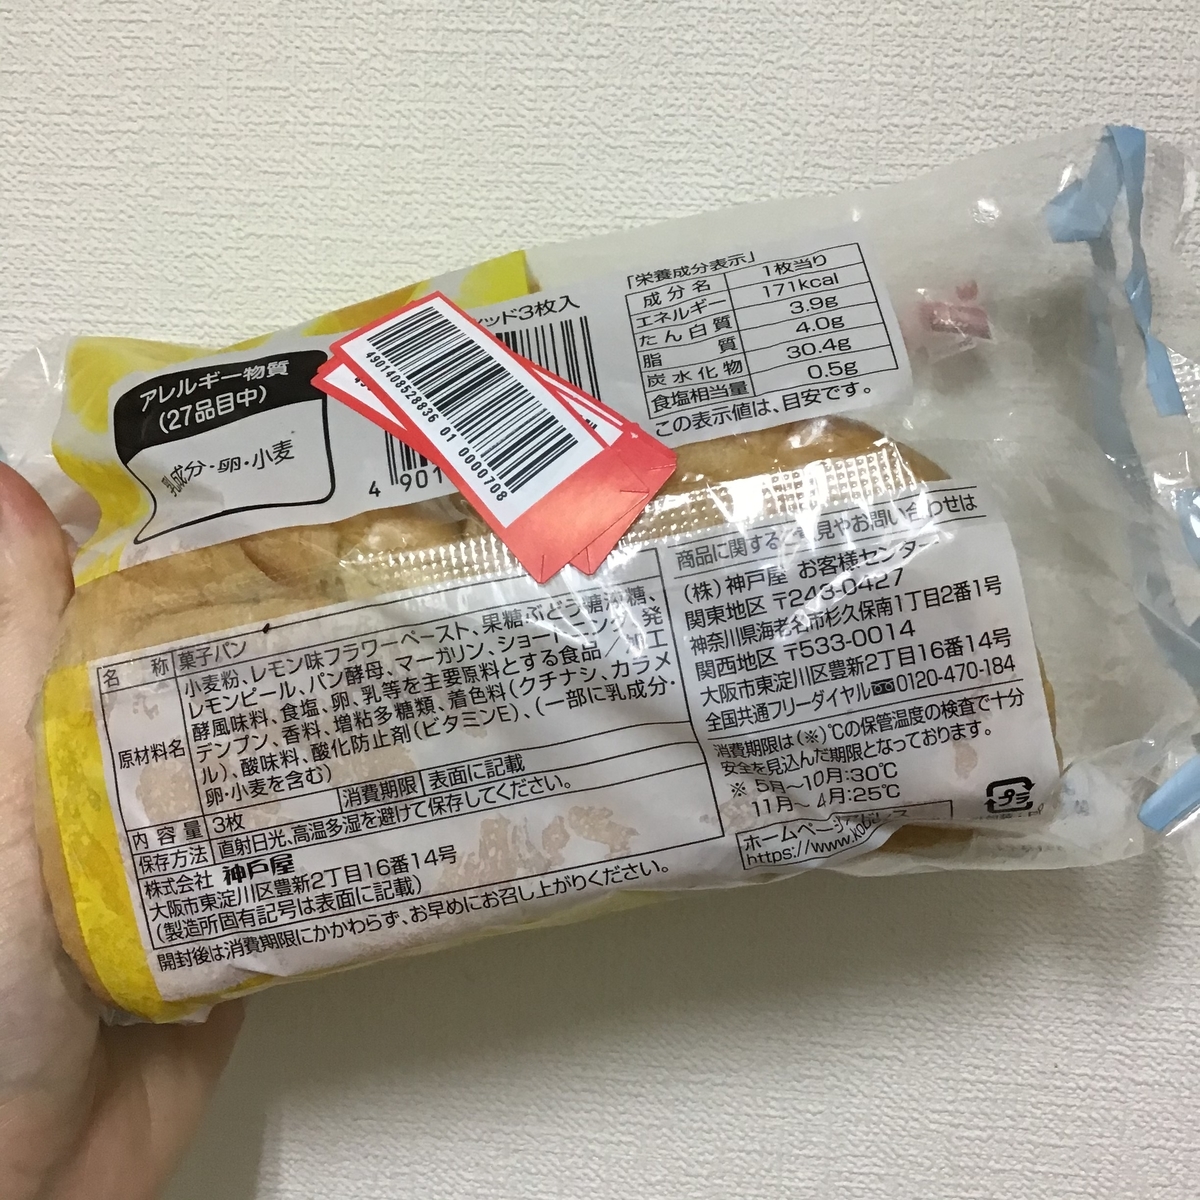 ッド3枚入
アレルギー物質
(27品目中)
乳成分・卵・小麦
4901408528836 01 0000708
4 901
「栄養成分表示」
成分名 1枚当り
エネルギー 171kcal
たん白質 3.9g
脂質 4.0g
炭水化物 30.4g
食塩相当量 0.5g
この表示値は、目安です。
名称 菓子パン
原材料名 小麦粉、レモン味フラワーペースト、果糖ぶどう糖液糖、
レモンピール、パン酵母、マーガリン、ショートニング、発
酵風味料、食塩、卵、乳等を主要原料とする食品/加工
デンプン、香料、増粘多糖類、着色料(クチナシ、カラメ
ル)、酸味料、酸化防止剤(ビタミンE)、(一部に乳成分・
卵・小麦を含む)
内容量 3枚 消費期限 表面に記載
保存方法 直射日光、高温多湿を避けて保存してください。
株式会社 神戸屋
大阪市東淀川区豊新2丁目16番14号
(製造所固有記号は表面に記載)
開封後は消費期限にかかわらず、お早めにお召し上がりください。
商品に関するご意見やお問い合わせは
(株)神戸屋 お客様センター
関東地区 〒243-0427
神奈川県海老名市杉久保南1丁目2番1号
関西地区 〒533-0014
大阪市東淀川区豊新2丁目16番14号
全国共通フリーダイヤル 0120-470-184
消費期限は(※)℃の保管温度の検査で十分
安全を見込んだ期限となっております。
※ 5月〜10月:30℃
11月〜 4月:25℃
プラ
ホームページ
https://www.ko